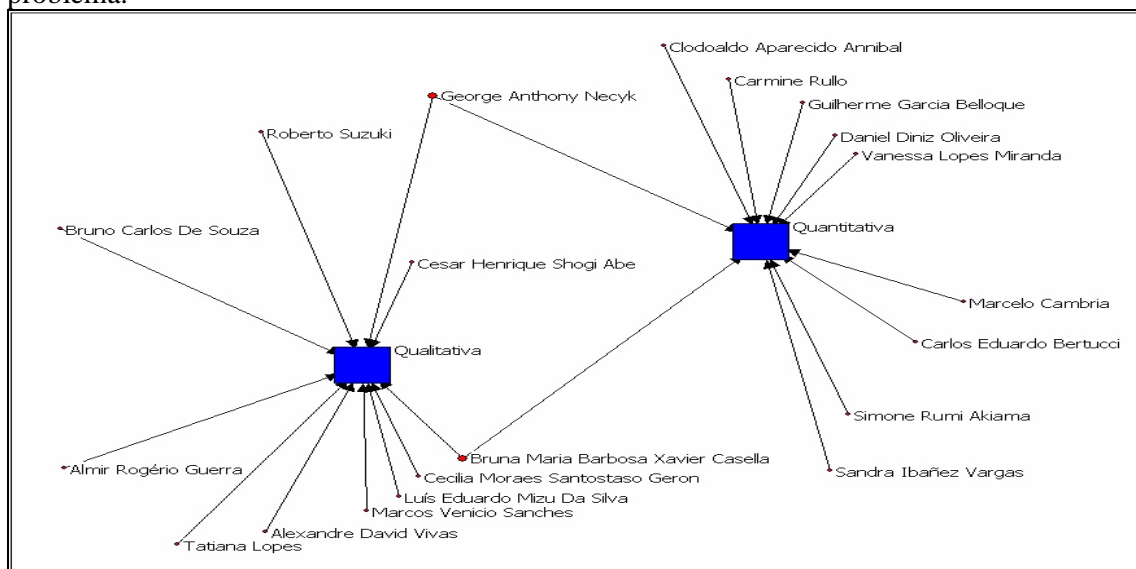 problema.
Clodoaldo Aparecido Annibal
Carmine Rullo
George Anthony Necyk
Guilherme Garcia Belloque
Roberto Suzuki
Daniel Diniz Oliveira
Vanessa Lopes Miranda
Bruno Carlos De Souza
Quantitativa
Cesar Henrique Shogi Abe
Marcelo Cambria
Carlos Eduardo Bertucci
Qualitativa
Simone Rumi Akiama
Bruna Maria Barbosa Xavier Casella
Almir Rogério Guerra
Sandra Ibañez Vargas
Cecilia Moraes Santostaso Geron
Luís Eduardo Mizu Da Silva
Marcos Venicio Sanches
Alexandre David Vivas
Tatiana Lopes